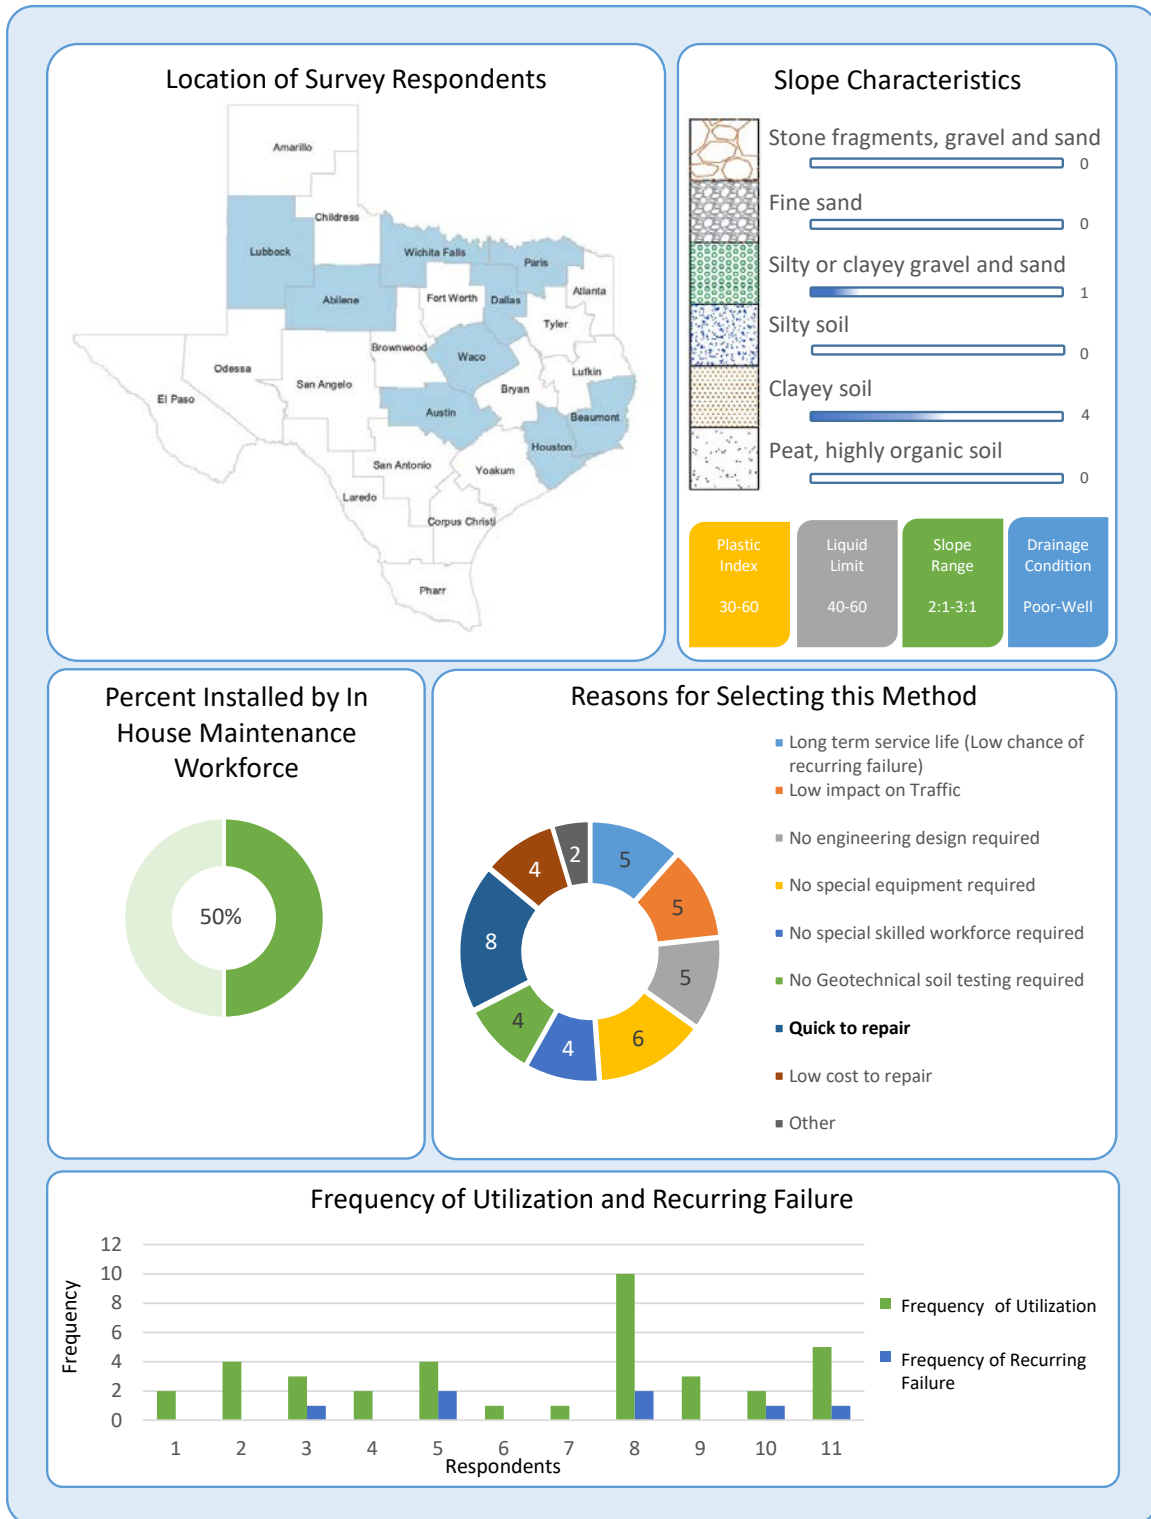 Location of Survey Respondents
Amarillo
Childress
Lubbock
Wichita Falls
Paris
Abilene
Fort Worth
Dallas
Atlanta
Tyler
Brownwood
Waco
Odessa
San Angelo
Lufkin
Bryan
El Paso
Austin
Beaumont
Houston
San Antonio
Yoakum
Laredo
Corpus Christi
Pharr
Slope Characteristics
Stone fragments, gravel and sand
0
Fine sand
0
Silty or clayey gravel and sand
1
Silty soil
0
Clayey soil
4
Peat, highly organic soil
0
Plastic
Index
30-60
Liquid
Limit
40-60
Slope
Range
2:1-3:1
Drainage
Condition
Poor-Well
Percent Installed by In
House Maintenance
Workforce
50%
Reasons for Selecting this Method
5
5
5
6
4
4
8
4
2
Long term service life (Low chance of
recurring failure)
Low impact on Traffic
No engineering design required
No special equipment required
No special skilled workforce required
No Geotechnical soil testing required
Quick to repair
Low cost to repair
Other
Frequency of Utilization and Recurring Failure
Frequency
12
10
8
6
4
2
0
1 2 3 4 5 6 7 8 9 10 11
Respondents
Frequency of Utilization
Frequency of Recurring
Failure